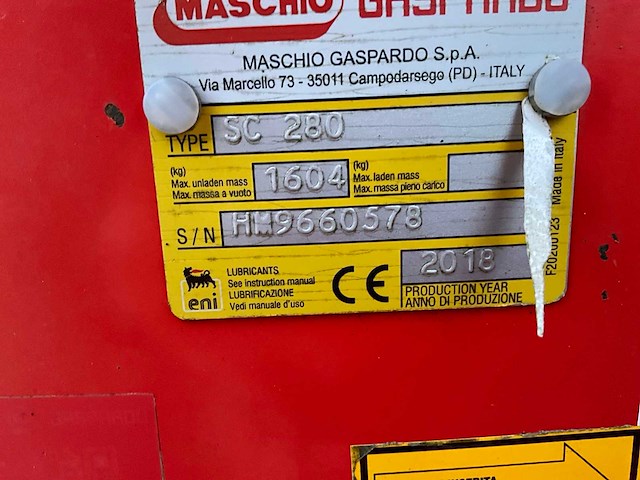 MASCHIO GASPARDO
MASCHIO GASPARDO S.p.A.
Via Marcello 73 - 35011 Campodarsego (PD) - ITALY
TYPE SC 280
(kg)
Max. unladen mass
Max. massa a vuoto
1604
(kg)
Max. laden mass
Max. massa pieno carico
S/N HM9660578
eni
LUBRICANTS
See instruction manual
LUBRIFICAZIONE
Vedi manuale d'uso
CE
2018
PRODUCTION YEAR
ANNO DI PRODUZIONE
F20200123 Made in Italy